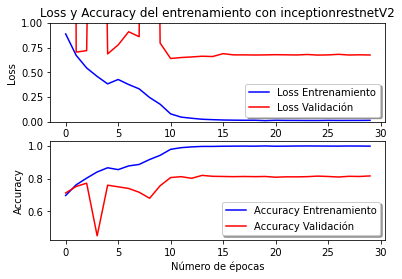 Loss y Accuracy del entrenamiento con inceptionrestnetV2
1.00
0.75
0.50
0.25
0.00
Loss
Loss Entrenamiento
Loss Validación
0 5 10 15 20 25 30
1.0
0.8
0.6
Accuracy
Accuracy Entrenamiento
Accuracy Validación
0 5 10 15 20 25 30
Número de épocas